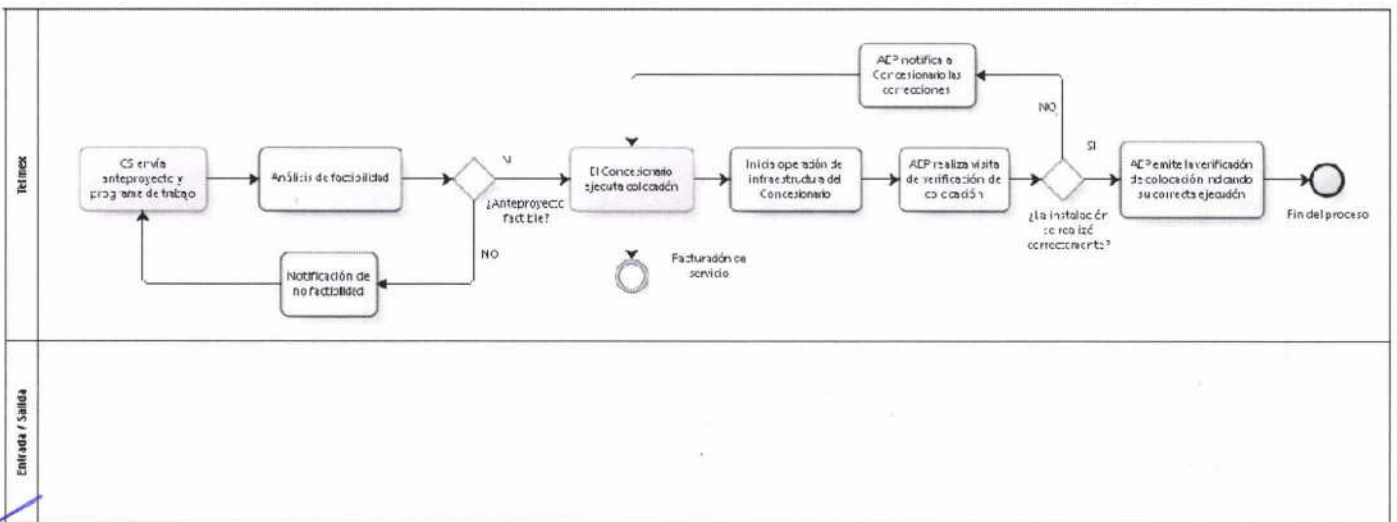 Telmex
CS envía
anteproyecto y
programa de trabajo
Análisis de factibilidad
SI
¿Anteproyecto
factible?
NO
Notificación de
no factibilidad
El Concesionario
ejecuta colocación
Facturación de
servicio
Inicia operación de
infraestructura del
Concesionario
AEP realiza visita
de verificación de
colocación
AEP notifica a
Concesionario las
correcciones
NO
SI
¿La instalación
se realizó
correctamente?
AEP emite la verificación
de colocación indicando
su correcta ejecución
Fin del proceso
Entrada / Salida